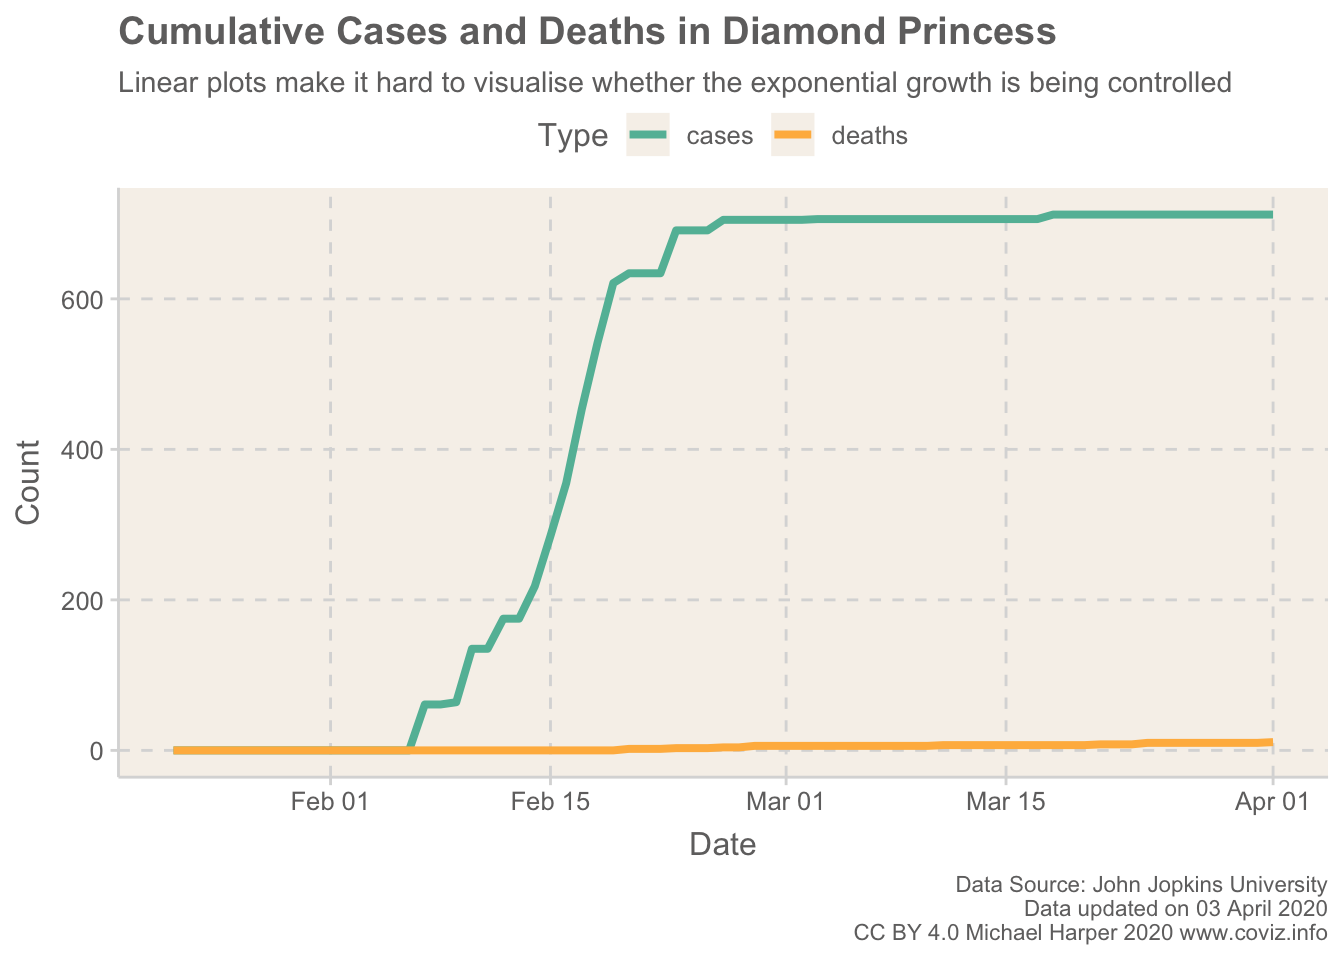 Cumulative Cases and Deaths in Diamond Princess
Linear plots make it hard to visualise whether the exponential growth is being controlled
Type cases deaths
600
400
200
0
Count
Feb 01 Feb 15 Mar 01 Mar 15 Apr 01
Date
Data Source: John Jopkins University
Data updated on 03 April 2020
CC BY 4.0 Michael Harper 2020 www.coviz.info